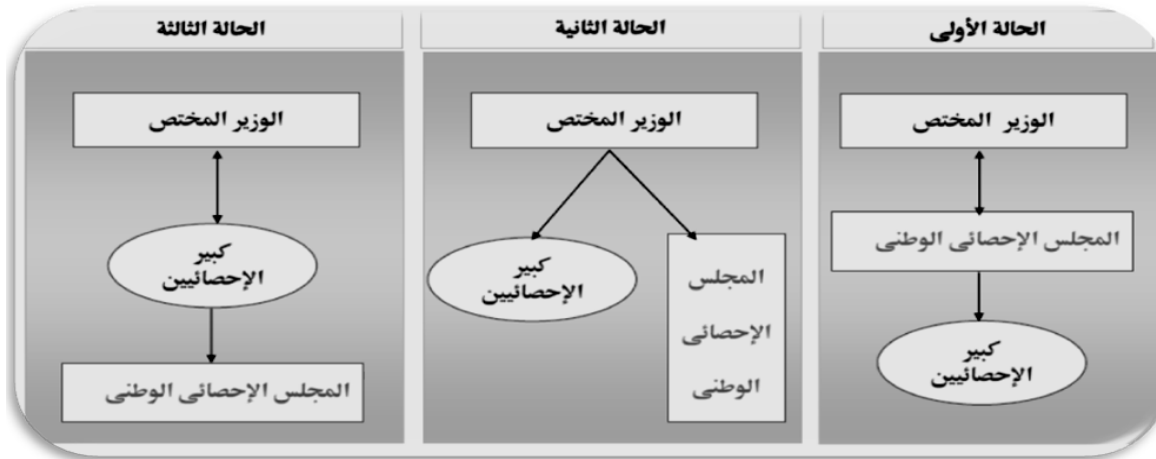 الحالة الأولى
الوزير المختص
المجلس الإحصائى الوطنى
كبير
الإحصائيين
الحالة الثانية
الوزير المختص
المجلس
الإحصائى
الوطنى
كبير
الإحصائيين
الحالة الثالثة
الوزير المختص
كبير
الإحصائيين
المجلس الإحصائى الوطنى